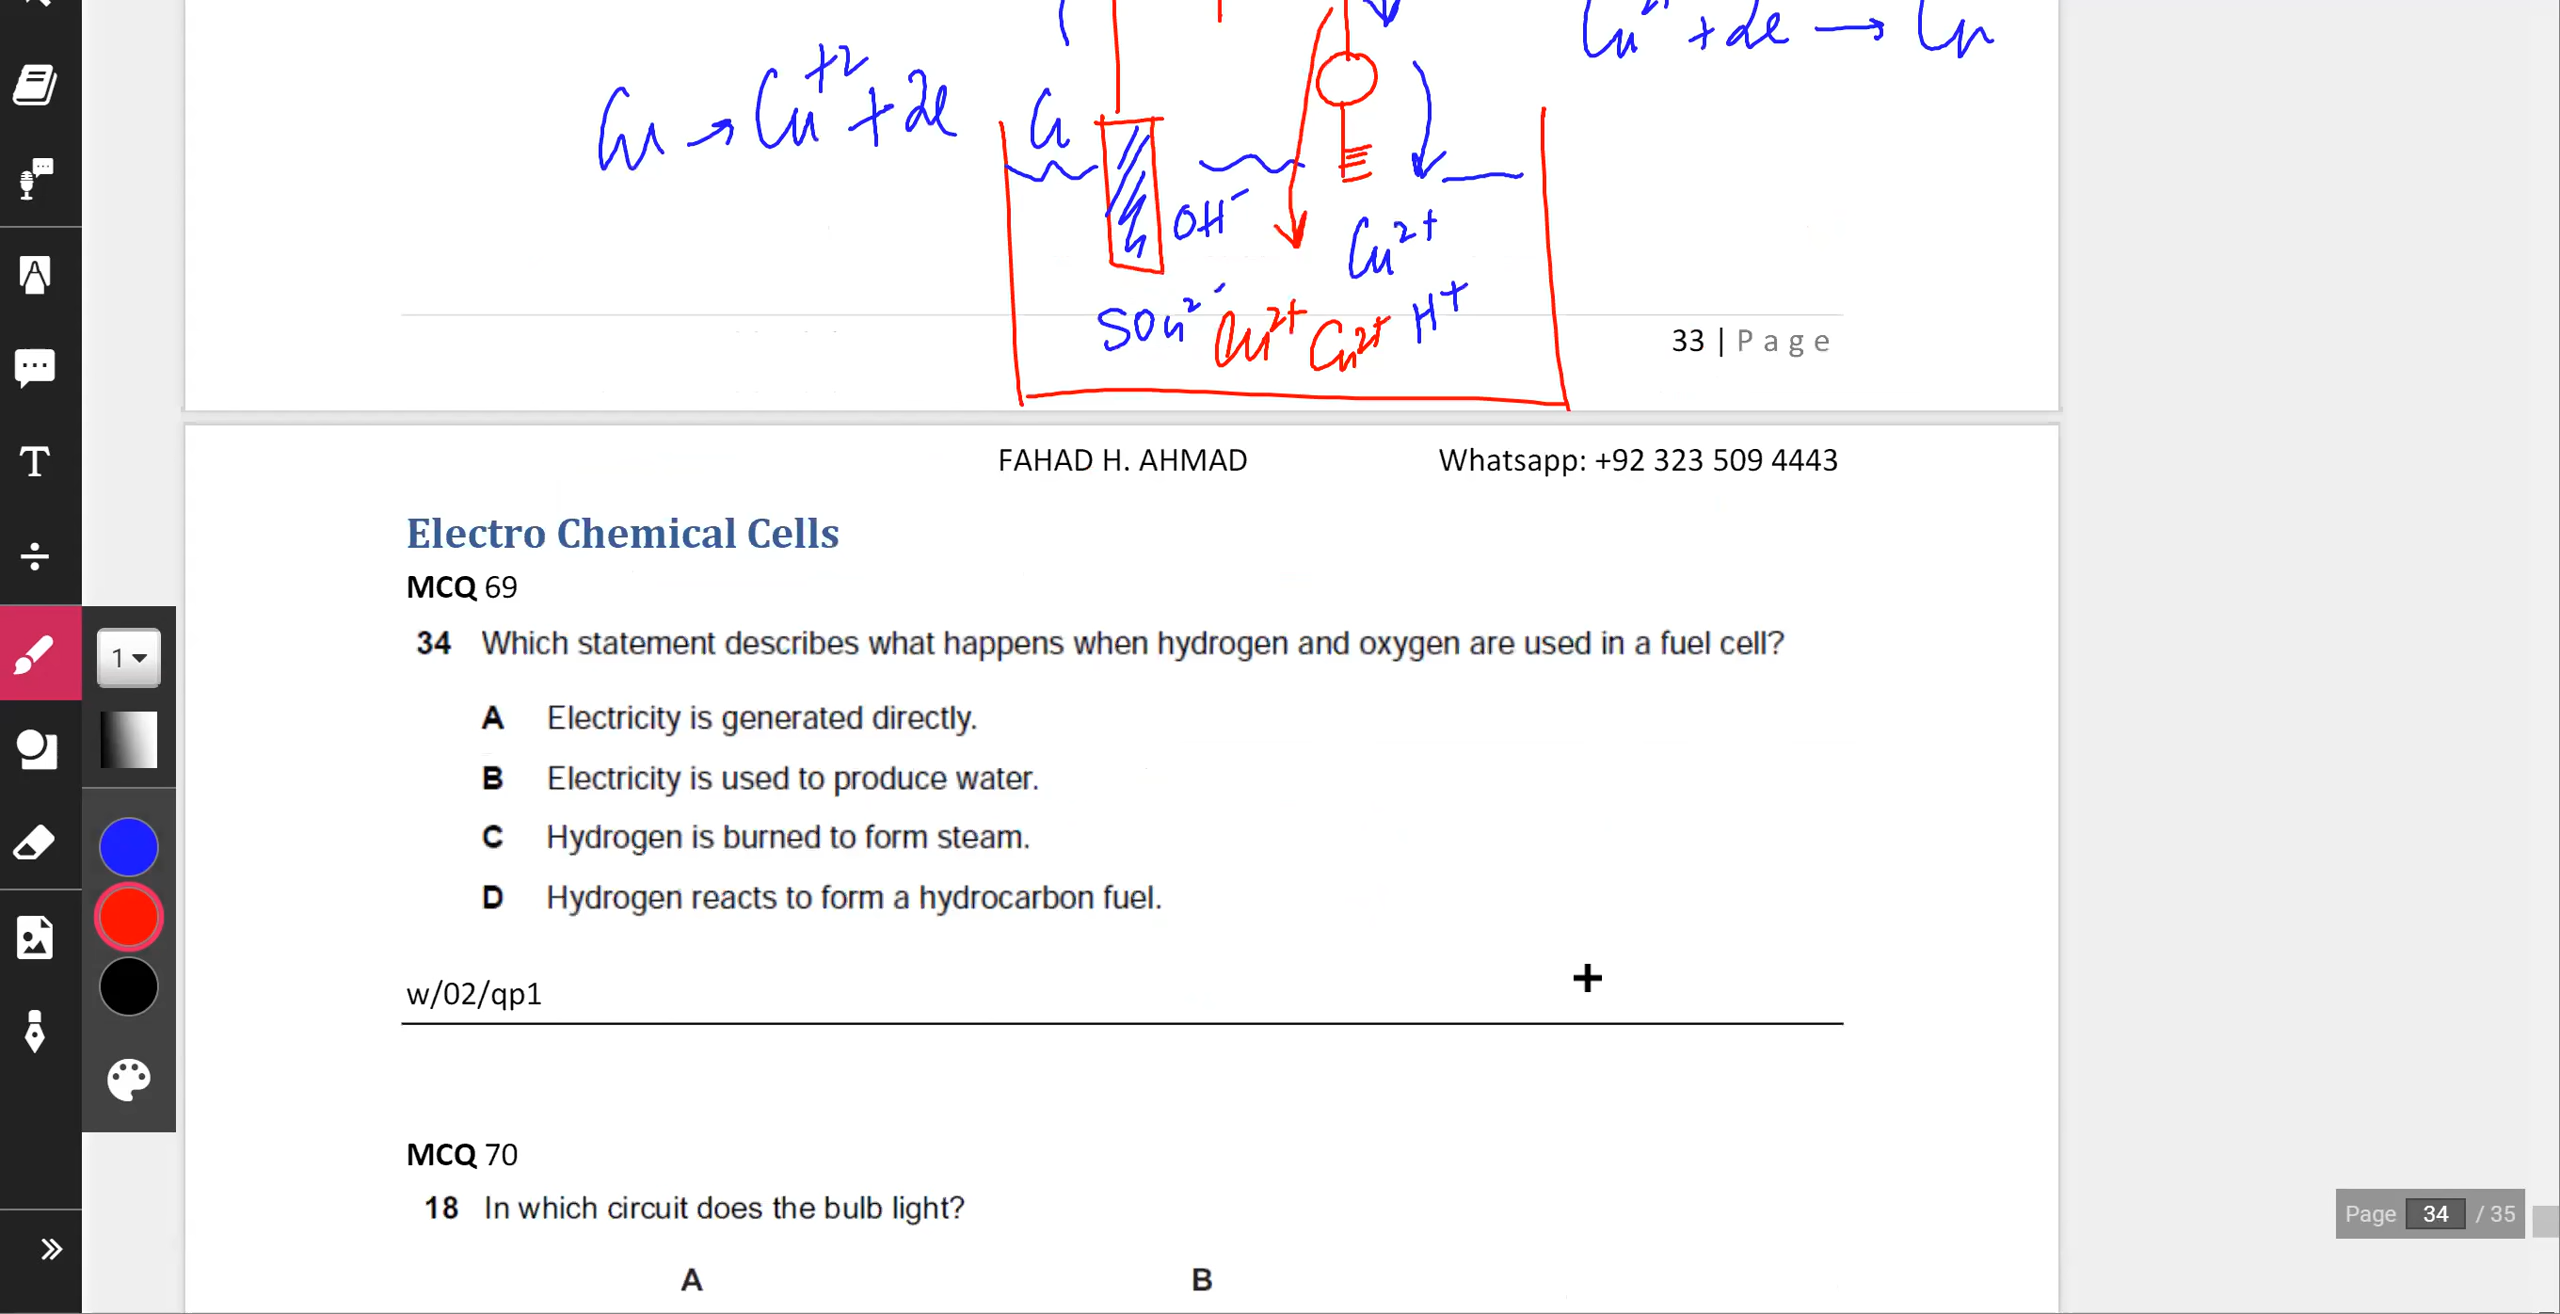 Cu²⁺ + 2e → Cu
Cu → Cu⁺² + 2e
Cu
OH⁻
Cu²⁺
SO₄²⁻ Cu²⁺ Cu²⁺ H⁺
33 | Page
FAHAD H. AHMAD Whatsapp: +92 323 509 4443
Electro Chemical Cells
MCQ 69
34 Which statement describes what happens when hydrogen and oxygen are used in a fuel cell?
A Electricity is generated directly.
B Electricity is used to produce water.
C Hydrogen is burned to form steam.
D Hydrogen reacts to form a hydrocarbon fuel.
w/02/qp1
MCQ 70
18 In which circuit does the bulb light?
A B
T
1
Page 34 / 35